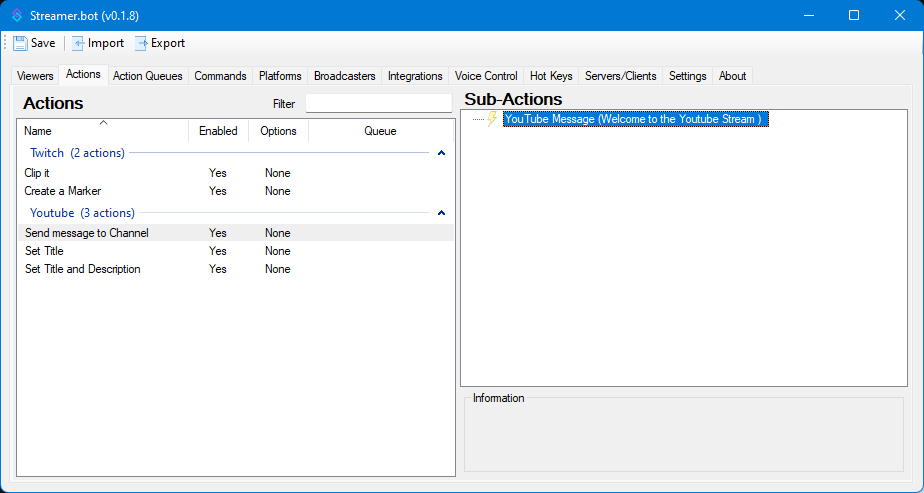 Streamer.bot (v0.1.8)
Save Import Export
Viewers Actions Action Queues Commands Platforms Broadcasters Integrations Voice Control Hot Keys Servers/Clients Settings About
Actions Filter
Name Enabled Options Queue
Twitch (2 actions)
Clip it Yes None
Create a Marker Yes None
Youtube (3 actions)
Send message to Channel Yes None
Set Title Yes None
Set Title and Description Yes None
Sub-Actions
YouTube Message (Welcome to the Youtube Stream )
Information